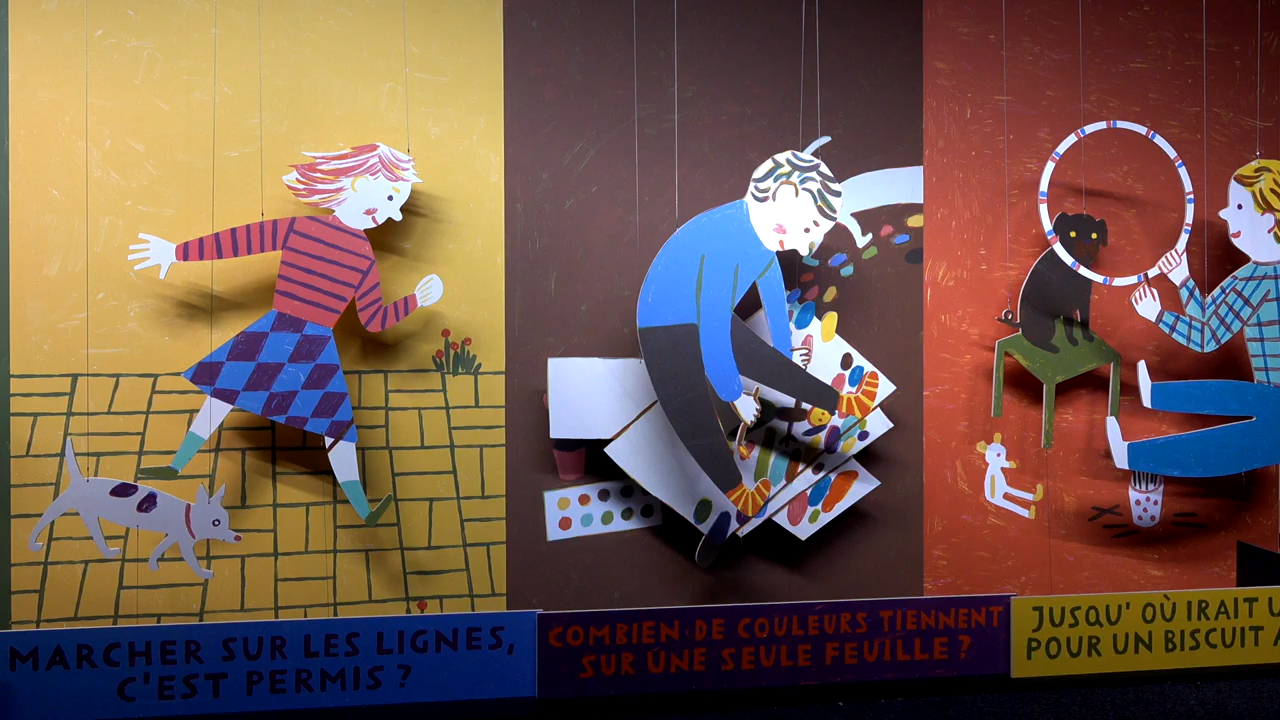 MARCHER SUR LES LIGNES,
C'EST PERMIS ?
COMBIEN DE COULEURS TIENNENT
SUR UNE SEULE FEUILLE ?
JUSQU' OÙ IRAIT
POUR UN BISCUIT